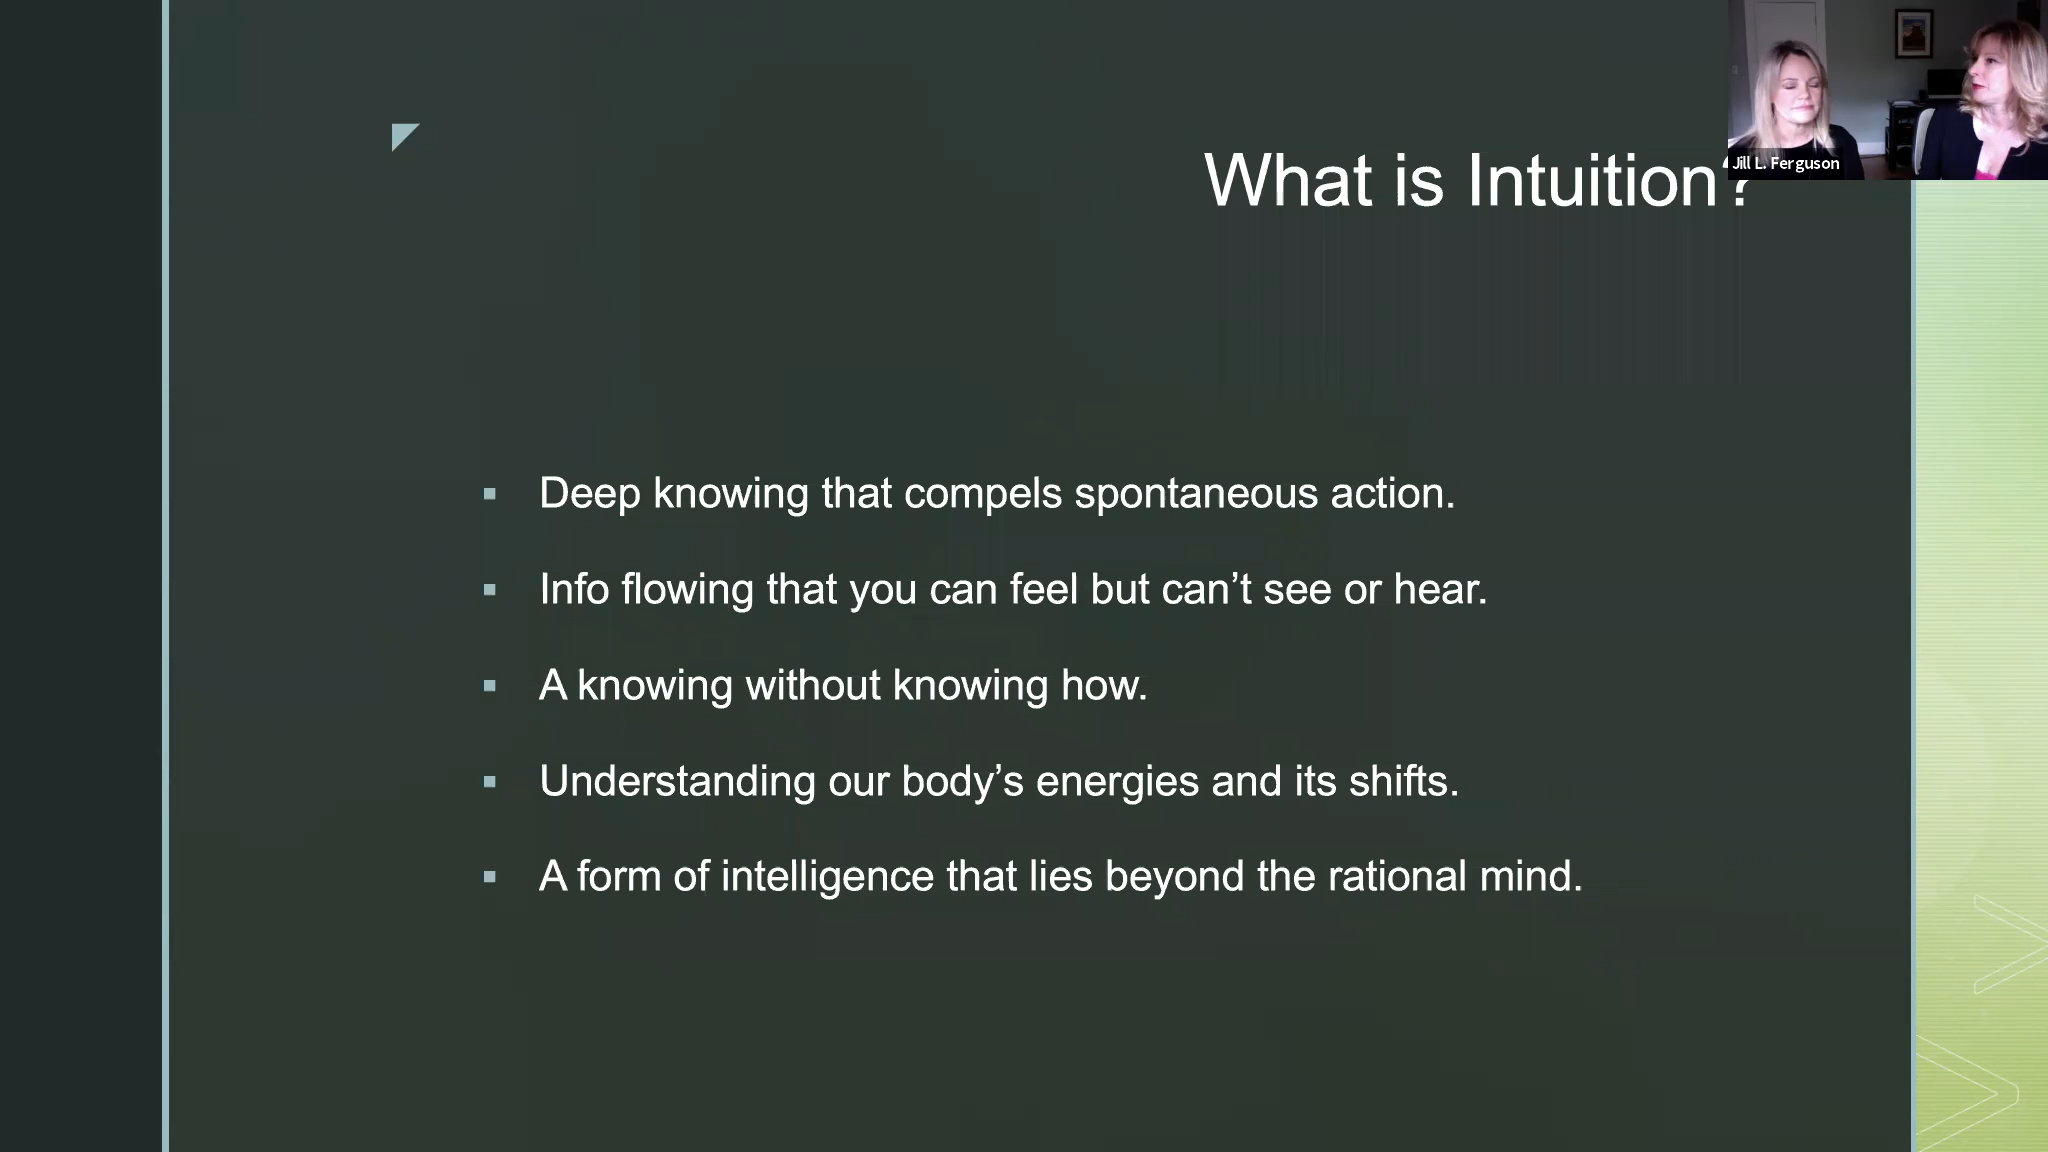 What is Intuition?
Jill L. Ferguson
Deep knowing that compels spontaneous action.
Info flowing that you can feel but can’t see or hear.
A knowing without knowing how.
Understanding our body’s energies and its shifts.
A form of intelligence that lies beyond the rational mind.